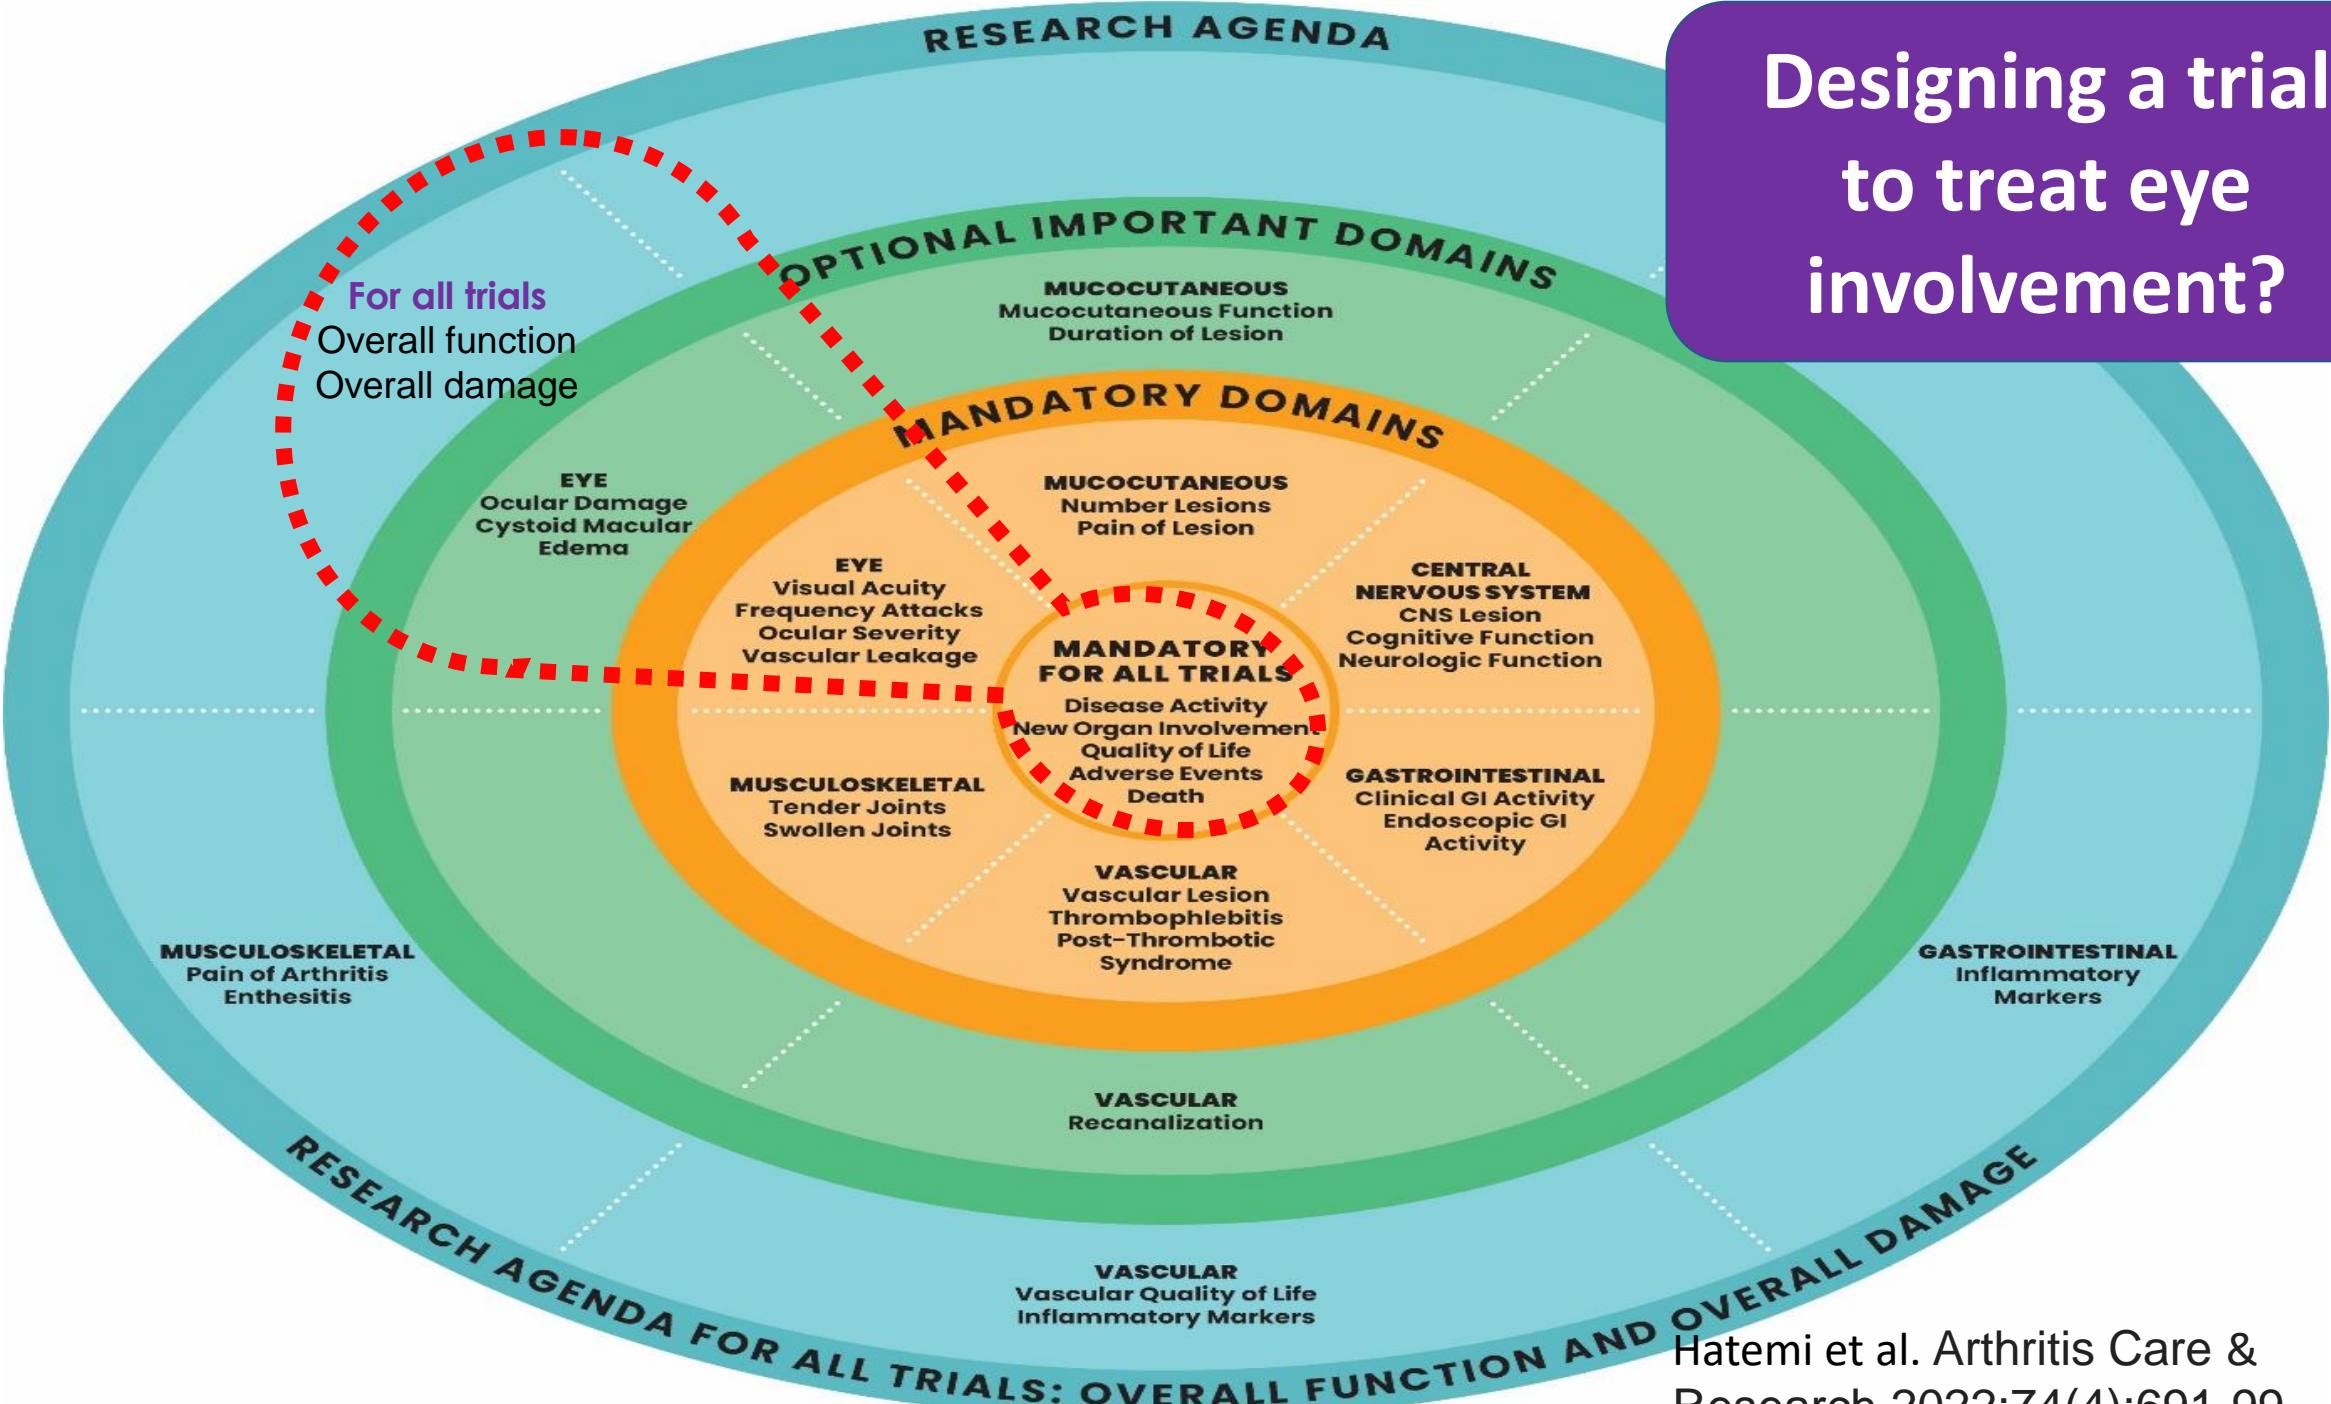 RESEARCH AGENDA
Designing a trial
to treat eye
involvement?
OPTIONAL IMPORTANT DOMAINS
MUCOCUTANEOUS
Mucocutaneous Function
Duration of Lesion
For all trials
Overall function
Overall damage
MANDATORY DOMAINS
EYE
Ocular Damage
Cystoid Macular
Edema
MUCOCUTANEOUS
Number Lesions
Pain of Lesion
EYE
Visual Acuity
Frequency Attacks
Ocular Severity
Vascular Leakage
CENTRAL
NERVOUS SYSTEM
CNS Lesion
Cognitive Function
Neurologic Function
MANDATORY
FOR ALL TRIALS
Disease Activity
New Organ Involvement
Quality of Life
Adverse Events
Death
MUSCULOSKELETAL
Tender Joints
Swollen Joints
GASTROINTESTINAL
Clinical GI Activity
Endoscopic GI
Activity
VASCULAR
Vascular Lesion
Thrombophlebitis
Post-Thrombotic
Syndrome
MUSCULOSKELETAL
Pain of Arthritis
Enthesitis
GASTROINTESTINAL
Inflammatory
Markers
VASCULAR
Recanalization
VASCULAR
Vascular Quality of Life
Inflammatory Markers
RESEARCH AGENDA FOR ALL TRIALS: OVERALL FUNCTION AND OVERALL DAMAGE
Hatemi et al. Arthritis Care &
Research 2022;74(4):691-99